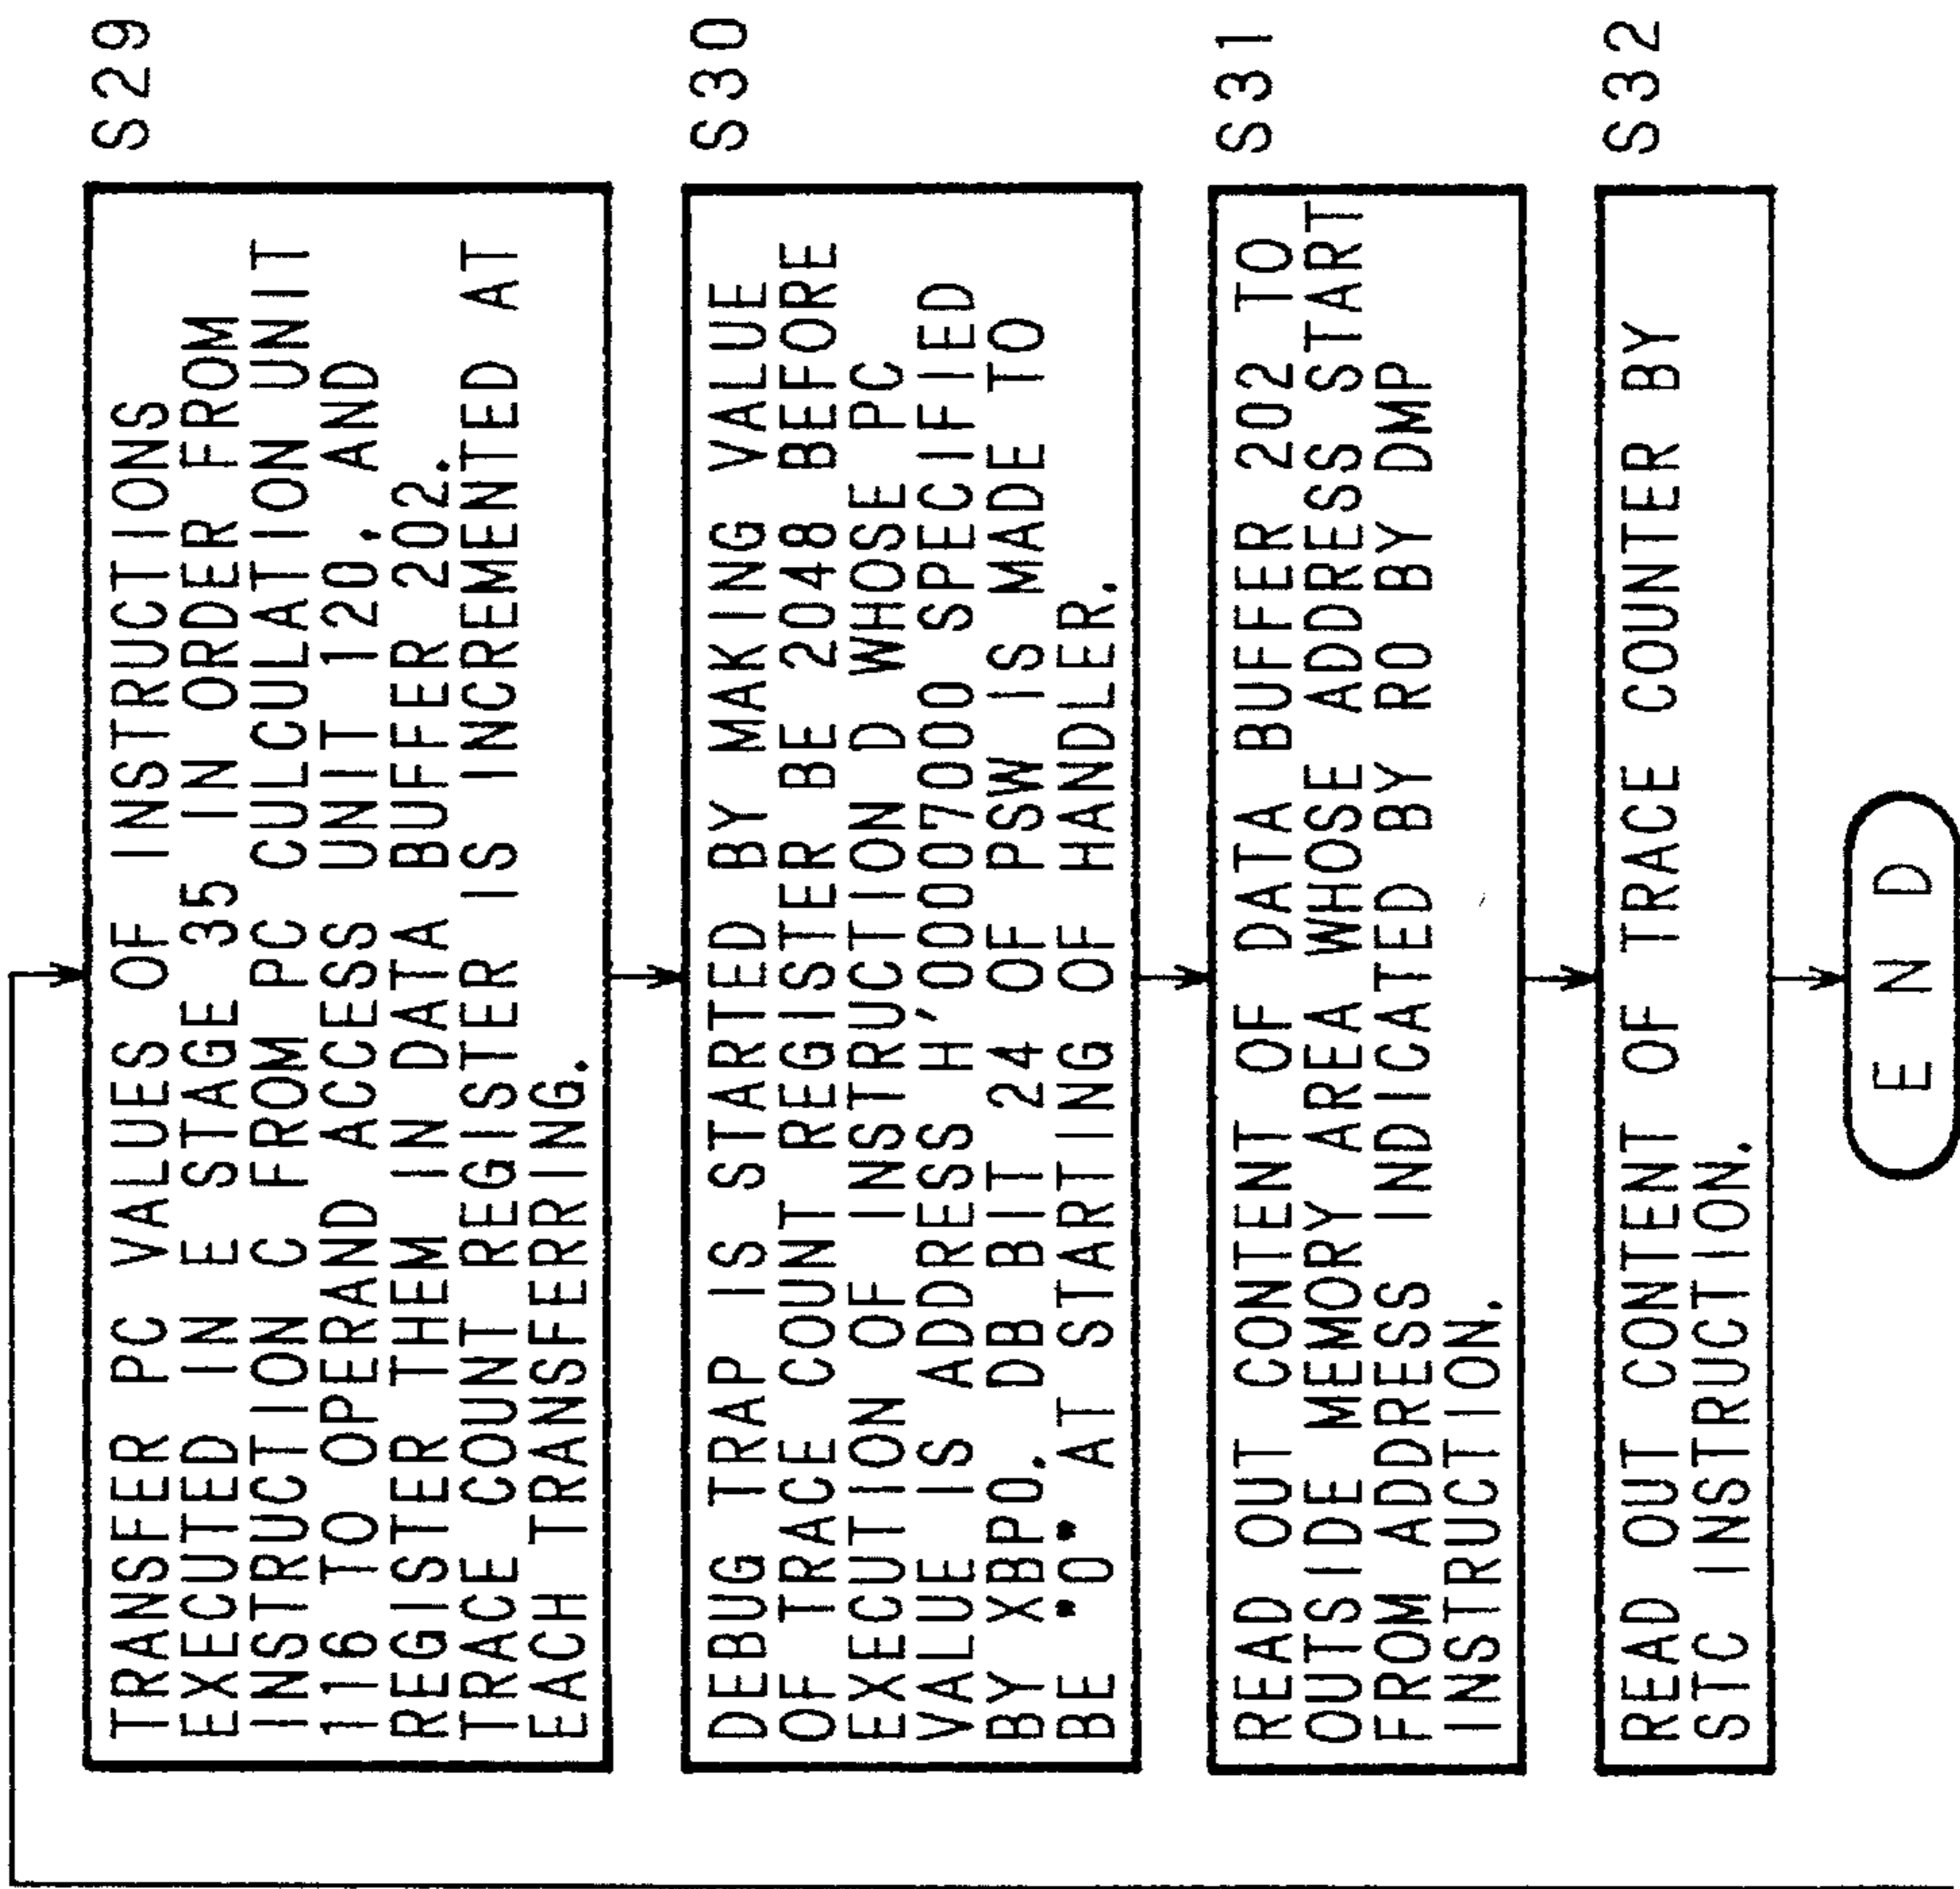 TRANSFER PC VALUES OF INSTRUCTIONS
EXECUTED IN E STAGE 35 IN ORDER FROM
INSTRUCTION C FROM PC CULCULATION UNIT
116 TO OPERAND ACCESS UNIT 120, AND
REGISTER THEM IN DATA BUFFER 202.
TRACE COUNT REGISTER IS INCREMENTED AT
EACH TRANSFERRING.
S29
DEBUG TRAP IS STARTED BY MAKING VALUE
OF TRACE COUNT REGISTER BE 2048 BEFORE
EXECUTION OF INSTRUCTION D WHOSE PC
VALUE IS ADDRESS H'00007000 SPECIFIED
BY XBP0. DB BIT 24 OF PSW IS MADE TO
BE "0" AT STARTING OF HANDLER.
S30
READ OUT CONTENT OF DATA BUFFER 202 TO
OUTSIDE MEMORY AREA WHOSE ADDRESS START
FROM ADDRESS INDICATED BY R0 BY DMP
INSTRUCTION.
S31
READ OUT CONTENT OF TRACE COUNTER BY
STC INSTRUCTION.
S32
END